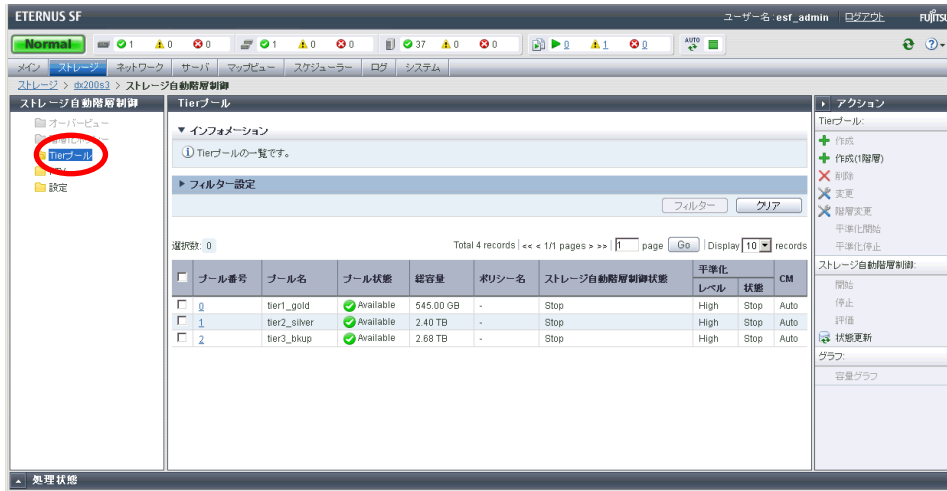 ETERNUS SF ユーザー名:esf_admin ログアウト FUJITSU
Normal 1 0 0 1 0 0 37 0 0 0 1 0 AUTO
メイン ストレージ ネットワーク サーバ マップビュー スケジューラー ログ システム
ストレージ > dx200s3 > ストレージ自動階層制御
ストレージ自動階層制御
オーバービュー
Tierプール
設定
Tierプール
▼ インフォメーション
Tierプールの一覧です。
フィルター設定
フィルター クリア
選択数: 0 Total 4 records | << < 1/1 pages > >> | 1 page Go | Display 10 records
プール番号 プール名 プール状態 総容量 ポリシー名 ストレージ自動階層制御状態 平準化 CM
レベル 状態
0 tier1_gold Available 545.00 GB - Stop High Stop Auto
1 tier2_silver Available 2.40 TB - Stop High Stop Auto
2 tier3_bkup Available 2.68 TB - Stop High Stop Auto
アクション
Tierプール:
作成
作成(1階層)
削除
変更
階層変更
平準化開始
平準化停止
ストレージ自動階層制御:
開始
停止
評価
状態更新
グラフ:
容量グラフ
処理状態